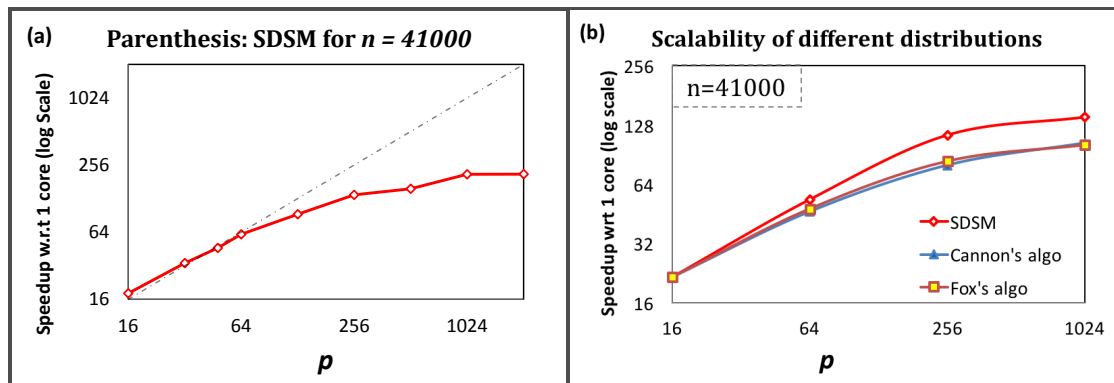 (a) Parenthesis: SDSM for n = 41000
Speedup w.r.t 1 core (log Scale)
1024
256
64
16
16 64 256 1024
p
(b) Scalability of different distributions
Speedup wrt 1 core (log Scale)
256
128
64
32
16
n=41000
SDSM
Cannon's algo
Fox's algo
16 64 256 1024
p